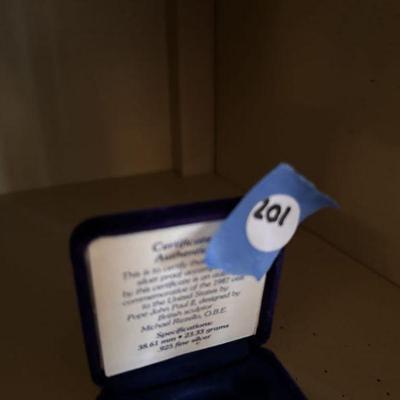 201
Certificate
Authentic
This is to certify that
silver proof accom
by this certificate is an
commemorative of the 1987 visit
to the United States by
Pope John Paul II, designed by
British sculptor
Michael Rizzello, O.B.E.
Specifications:
38.61 mm • 23.33 grams
.925 fine silver